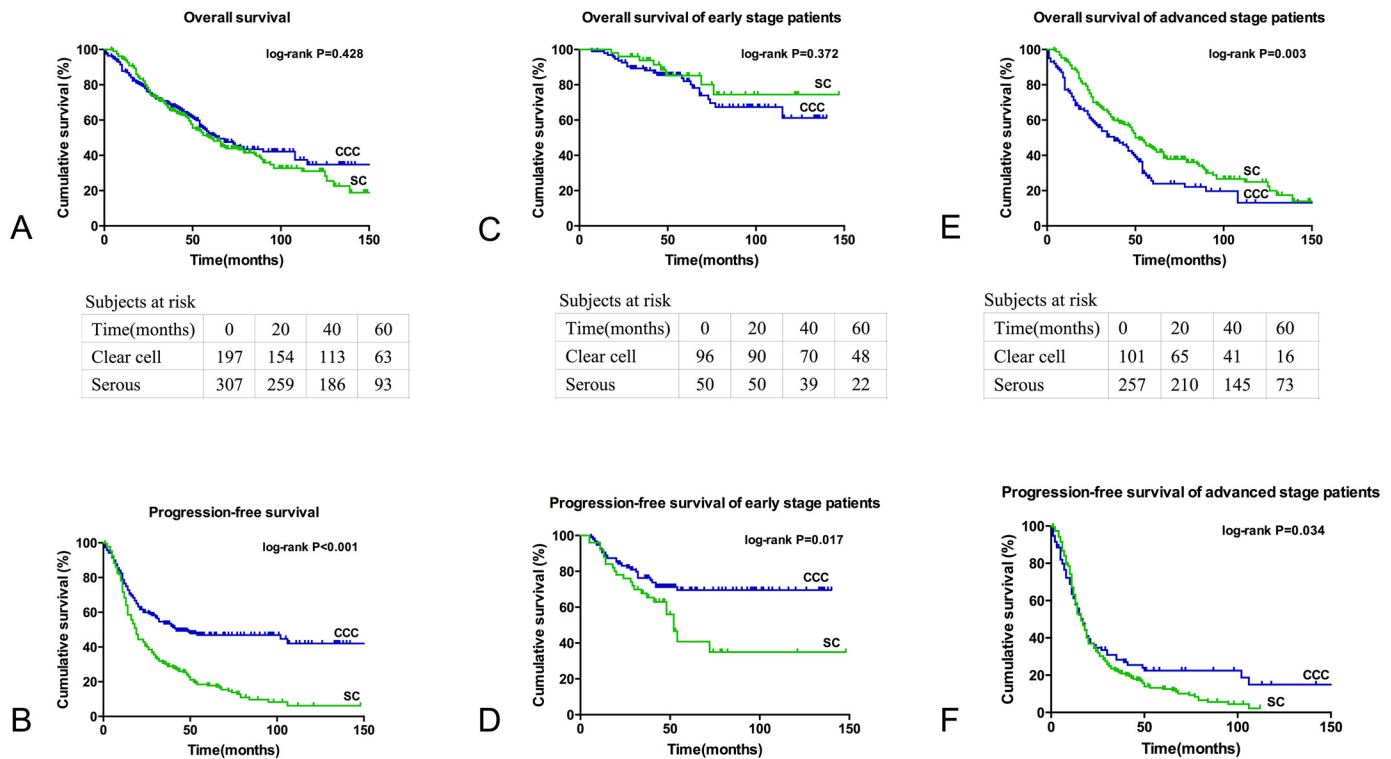 Overall survival
log-rank P=0.428
Cumulative survival (%)
100
80
60
40
20
0
CCC
SC
0 50 100 150
Time(months)
A
Subjects at risk
Time(months) 0 20 40 60
Clear cell 197 154 113 63
Serous 307 259 186 93
Overall survival of early stage patients
log-rank P=0.372
Cumulative survival (%)
100
80
60
40
20
0
SC
CCC
0 50 100 150
Time(months)
C
Subjects at risk
Time(months) 0 20 40 60
Clear cell 96 90 70 48
Serous 50 50 39 22
Overall survival of advanced stage patients
log-rank P=0.003
Cumulative survival (%)
100
80
60
40
20
0
SC
CCC
0 50 100 150
Time(months)
E
Subjects at risk
Time(months) 0 20 40 60
Clear cell 101 65 41 16
Serous 257 210 145 73
Progression-free survival
log-rank P<0.001
Cumulative survival (%)
100
80
60
40
20
0
CCC
SC
0 50 100 150
Time(months)
B
Progression-free survival of early stage patients
log-rank P=0.017
Cumulative survival (%)
100
80
60
40
20
0
CCC
SC
0 50 100 150
Time(months)
D
Progression-free survival of advanced stage patients
log-rank P=0.034
Cumulative survival (%)
100
80
60
40
20
0
CCC
SC
0 50 100 150
Time(months)
F